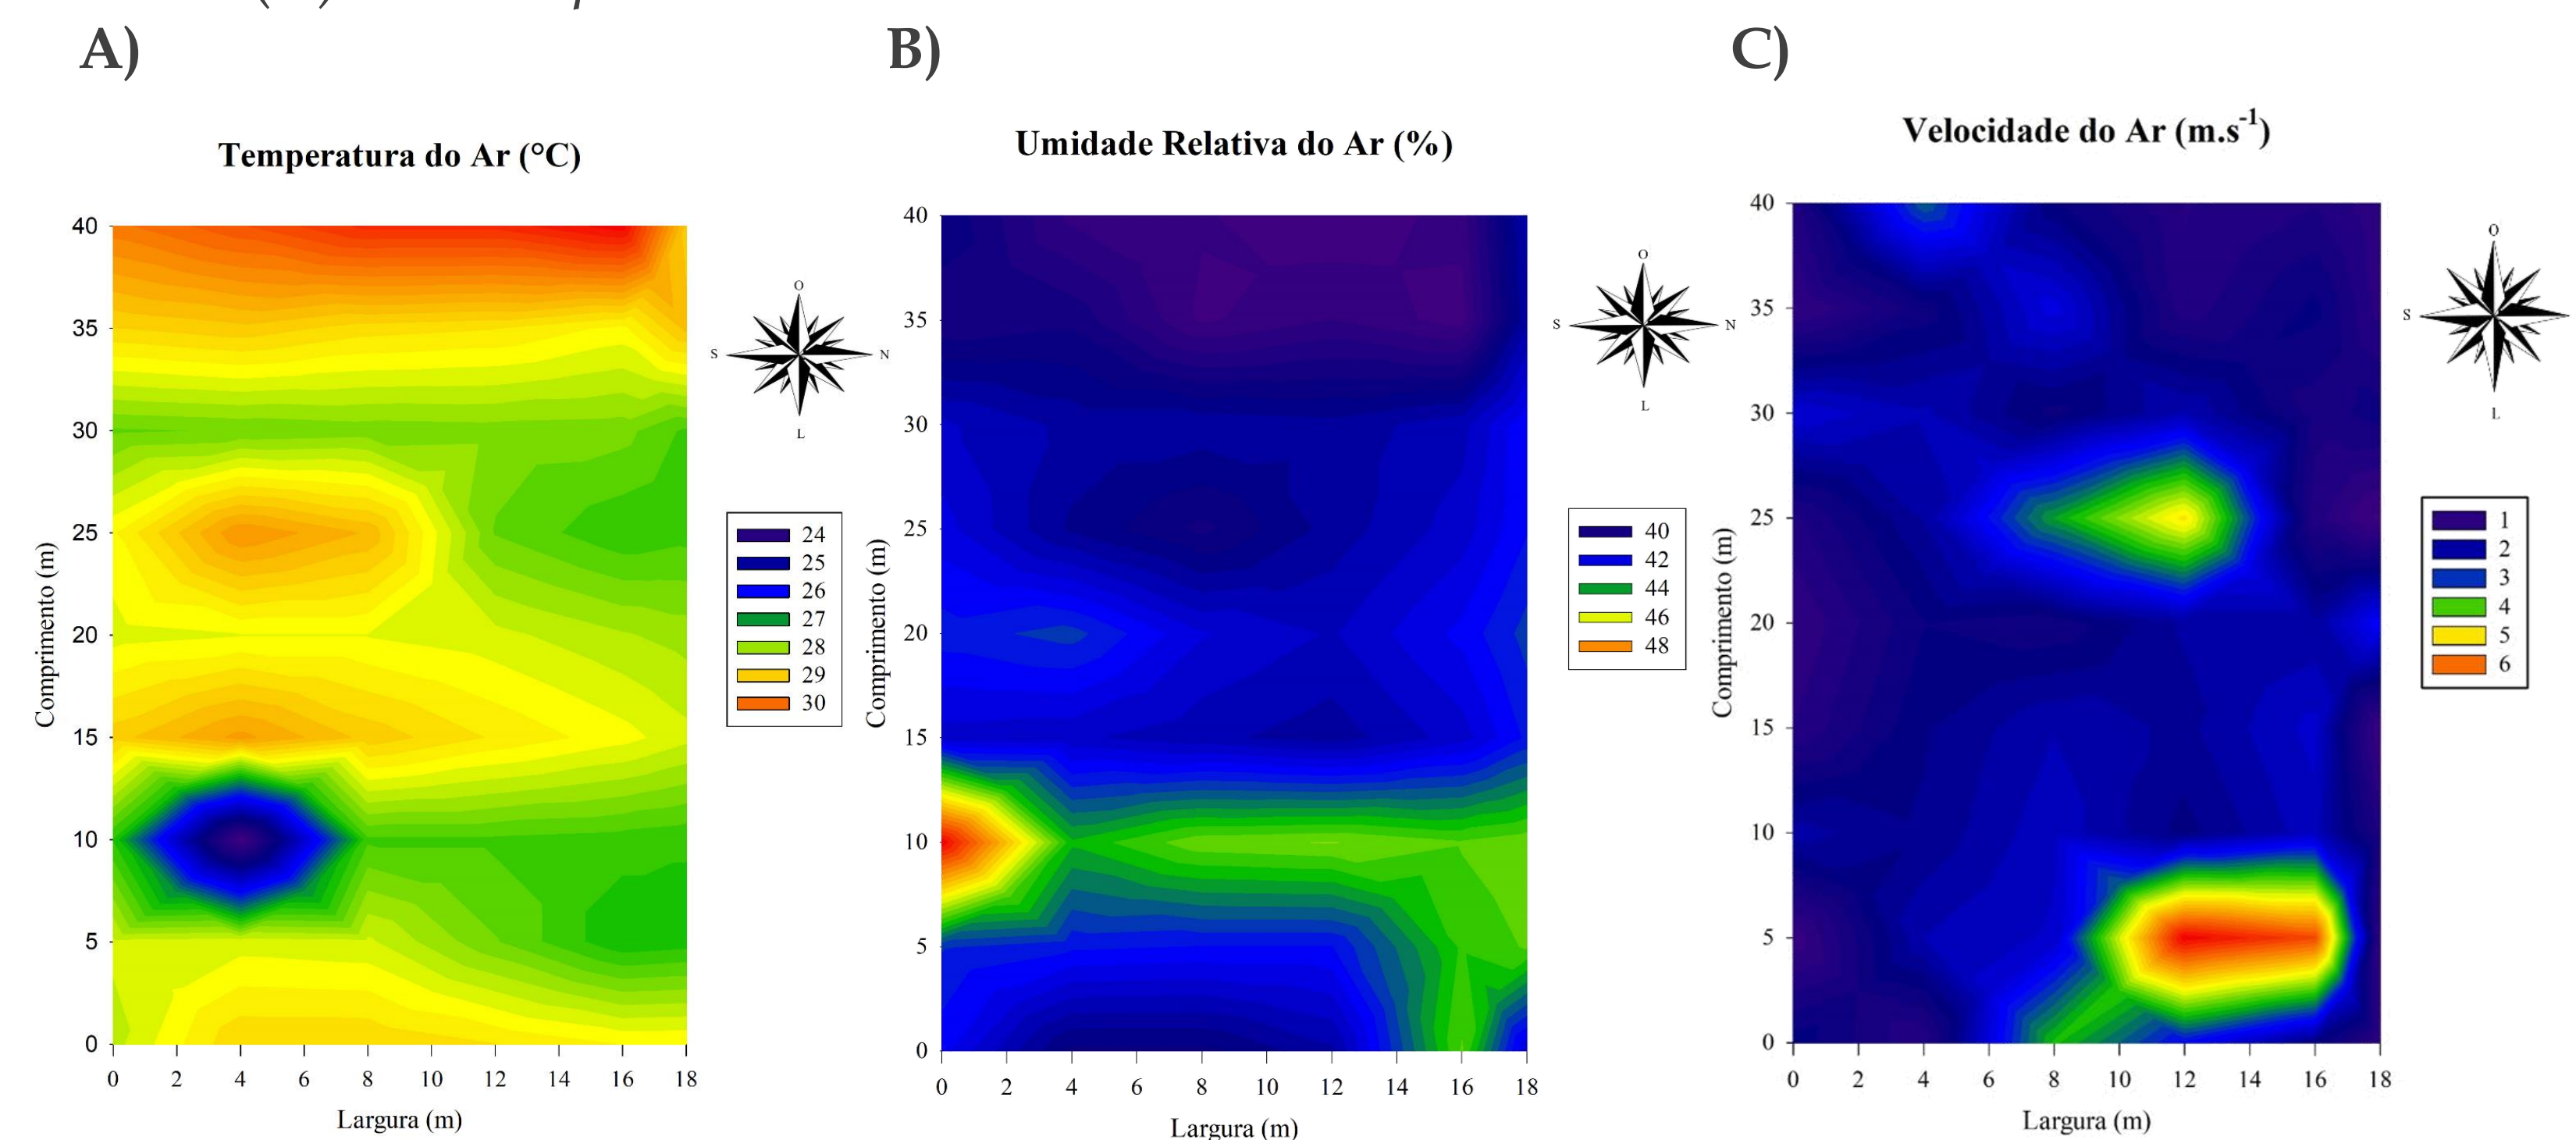 A)
B)
C)
Temperatura do Ar (°C)
Umidade Relativa do Ar (%)
Velocidade do Ar (m.s-1)
40
35
30
25
20
15
10
5
0
Comprimento (m)
0 2 4 6 8 10 12 14 16 18
Largura (m)
O
S N
L
24
25
26
27
28
29
30
40
35
30
25
20
15
10
5
0
Comprimento (m)
0 2 4 6 8 10 12 14 16 18
Largura (m)
O
S N
L
40
42
44
46
48
40
35
30
25
20
15
10
5
0
Comprimento (m)
0 2 4 6 8 10 12 14 16 18
Largura (m)
O
S
L
1
2
3
4
5
6